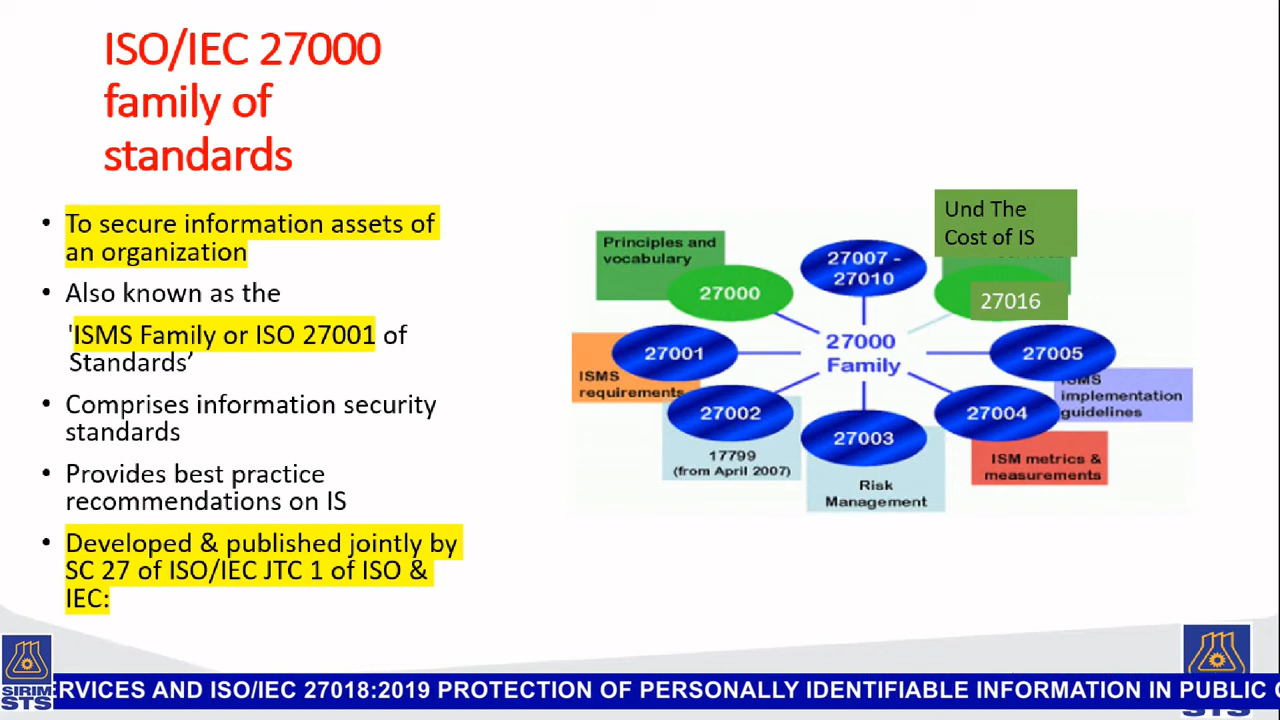 ISO/IEC 27000
family of
standards
• To secure information assets of
an organization
• Also known as the
'ISMS Family or ISO 27001 of
Standards’
• Comprises information security
standards
• Provides best practice
recommendations on IS
• Developed & published jointly by
SC 27 of ISO/IEC JTC 1 of ISO &
IEC:
Principles and
vocabulary
27000
27007 -
27010
Und The
Cost of IS
27016
27001
ISMS
requirements
27000
Family
27005
ISMS
implementation
guidelines
27002
17799
(from April 2007)
27003
Risk
Management
27004
ISM metrics &
measurements
SIRIM
STS
ERVICES AND ISO/IEC 27018:2019 PROTECTION OF PERSONALLY IDENTIFIABLE INFORMATION IN PUBLIC
STS